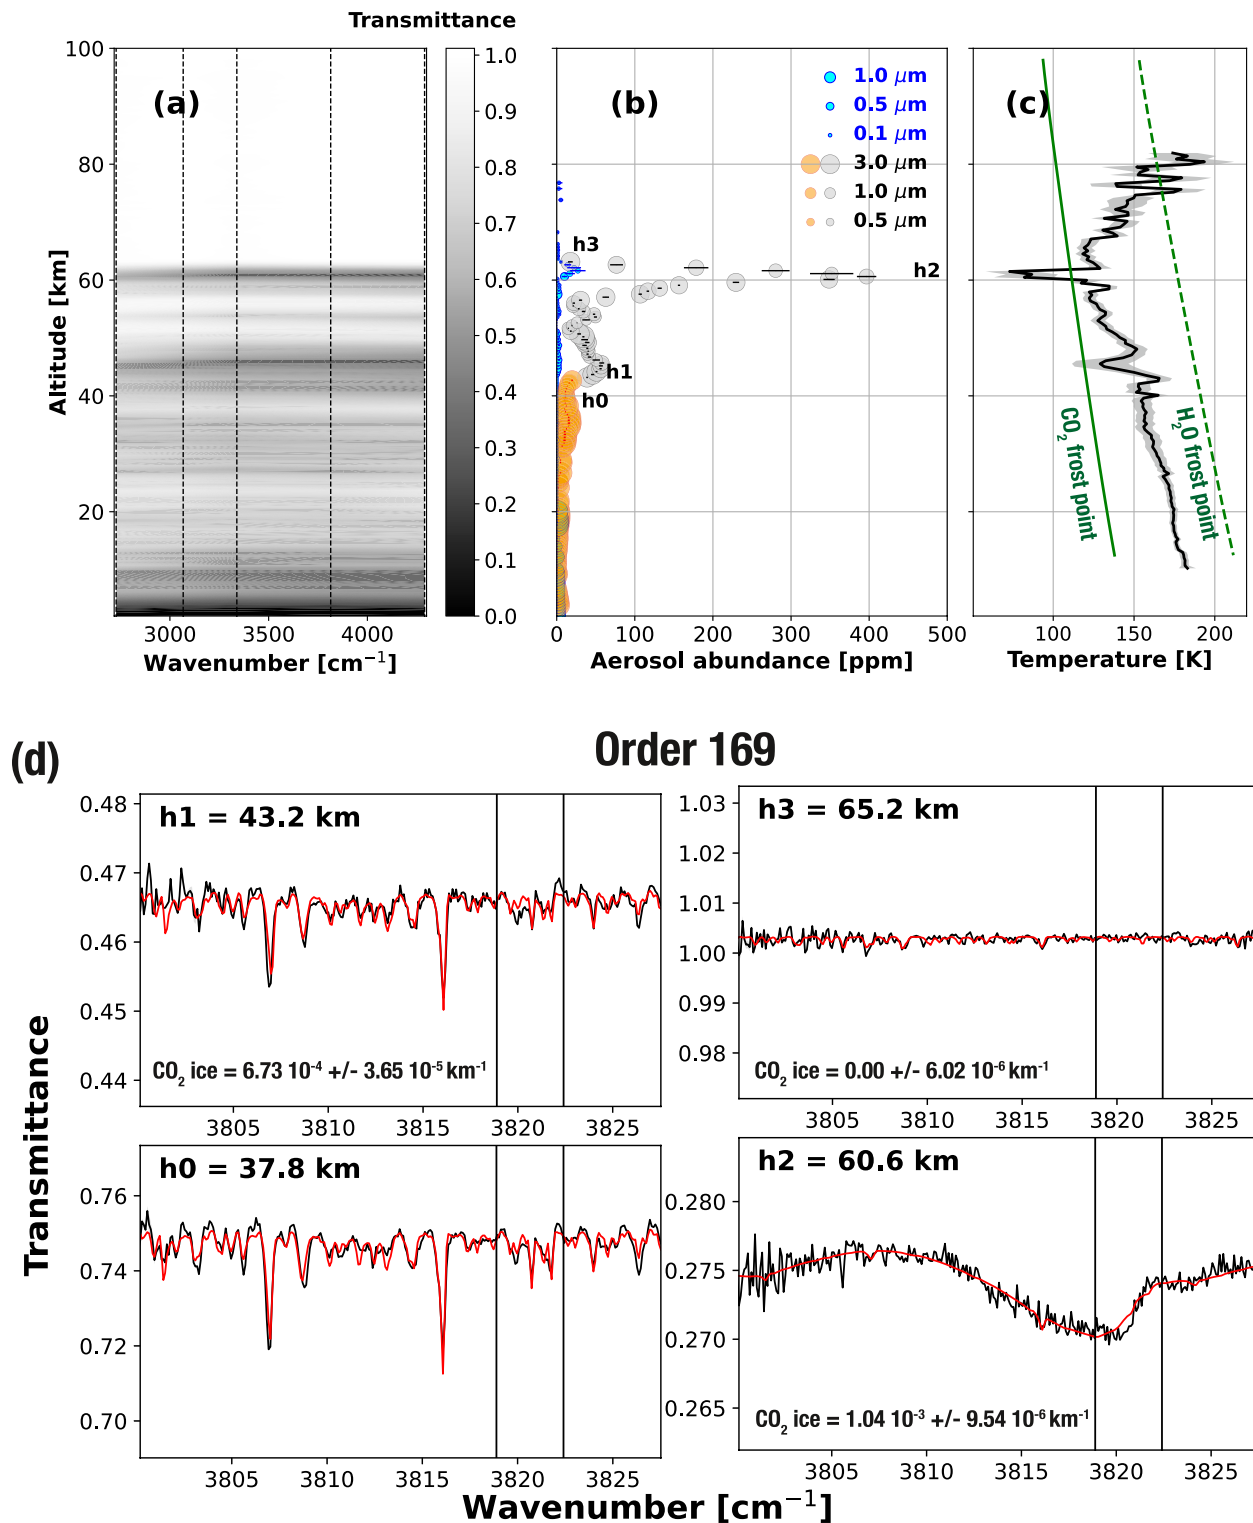 Transmittance
(a)
100
80
60
40
20
Altitude [km]
3000 3500 4000
Wavenumber [cm⁻¹]
1.0
0.9
0.8
0.7
0.6
0.5
0.4
0.3
0.2
0.1
0.0
(b)
1.0 μm
0.5 μm
0.1 μm
3.0 μm
1.0 μm
0.5 μm
h3
h2
h1
h0
0 100 200 300 400 500
Aerosol abundance [ppm]
(c)
CO₂ frost point
H₂O frost point
100 150 200
Temperature [K]
(d)
Order 169
Transmittance
h1 = 43.2 km
0.48
0.47
0.46
0.45
0.44
CO₂ ice = 6.73 10⁻⁴ +/- 3.65 10⁻⁵ km⁻¹
3805 3810 3815 3820 3825
h3 = 65.2 km
1.03
1.02
1.01
1.00
0.99
0.98
CO₂ ice = 0.00 +/- 6.02 10⁻⁶ km⁻¹
3805 3810 3815 3820 3825
h0 = 37.8 km
0.76
0.74
0.72
0.70
3805 3810 3815 3820 3825
h2 = 60.6 km
0.280
0.275
0.270
0.265
CO₂ ice = 1.04 10⁻³ +/- 9.54 10⁻⁶ km⁻¹
3805 3810 3815 3820 3825
Wavenumber [cm⁻¹]